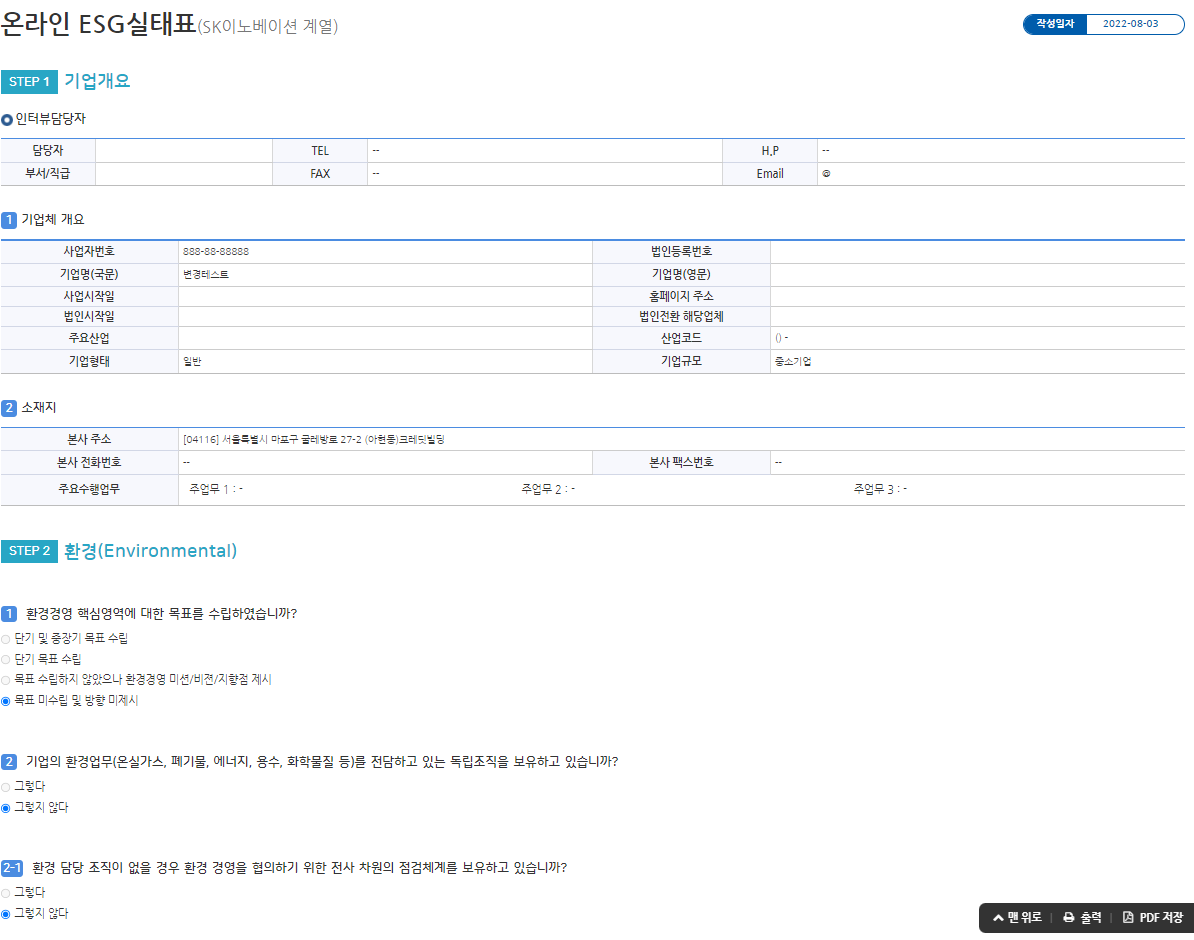 온라인 ESG실태표(SK이노베이션 계열) 작성일자 2022-08-03
STEP 1 기업개요
인터뷰담당자
담당자 TEL -- H.P --
부서/직급 FAX -- Email @
1 기업체 개요
사업자번호 888-88-88888 법인등록번호
기업명(국문) 변경테스트 기업명(영문)
사업시작일 홈페이지 주소
법인시작일 법인전환 해당업체
주요산업 산업코드 () -
기업형태 일반 기업규모 중소기업
2 소재지
본사 주소 [04116] 서울특별시 마포구 굴레방로 27-2 (아현동)크레딧빌딩
본사 전화번호 -- 본사 팩스번호 --
주요수행업무 주업무 1 : - 주업무 2 : - 주업무 3 : -
STEP 2 환경(Environmental)
1 환경경영 핵심영역에 대한 목표를 수립하였습니까?
단기 및 중장기 목표 수립
단기 목표 수립
목표 수립하지 않았으나 환경경영 미션/비젼/지향점 제시
목표 미수립 및 방향 미제시
2 기업의 환경업무(온실가스, 폐기물, 에너지, 용수, 화학물질 등)를 전담하고 있는 독립조직을 보유하고 있습니까?
그렇다
그렇지 않다
2-1 환경 담당 조직이 없을 경우 환경 경영을 협의하기 위한 전사 차원의 점검체계를 보유하고 있습니까?
그렇다
그렇지 않다
맨 위로 | 출력 | PDF 저장